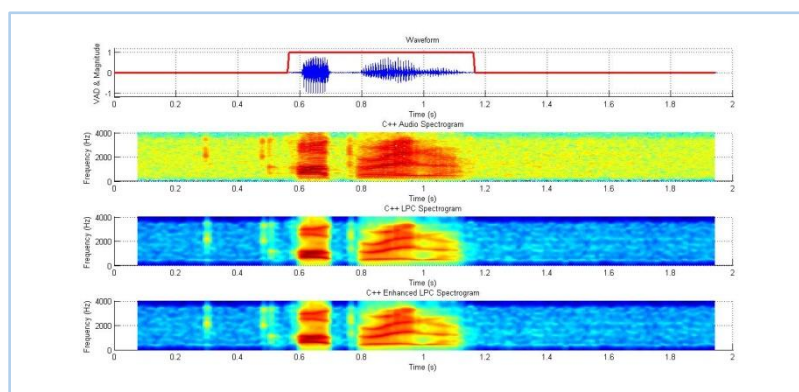 Waveform
VAD & Magnitude
1
0
-1
0 0.2 0.4 0.6 0.8 1 1.2 1.4 1.6 1.8 2
Time (s)
C++ Audio Spectrogram
Frequency (Hz)
4000
2000
0
0 0.2 0.4 0.6 0.8 1 1.2 1.4 1.6 1.8 2
Time (s)
C++ LPC Spectrogram
Frequency (Hz)
4000
2000
0
0 0.2 0.4 0.6 0.8 1 1.2 1.4 1.6 1.8 2
Time (s)
C++ Enhanced LPC Spectrogram
Frequency (Hz)
4000
2000
0
0 0.2 0.4 0.6 0.8 1 1.2 1.4 1.6 1.8 2
Time (s)